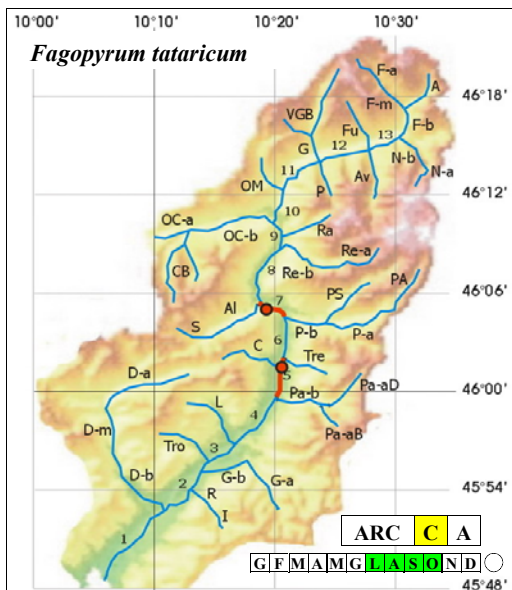 10°00' 10°10' 10°20' 10°30'
Fagopyrum tataricum
F-a
A
46°18'
F-m
VGB
F-b
Fu
13
12
G
N-b
11
N-a
OM
P
Av
46°12'
10
OC-a
Ra
OC-b
9
Re-a
8
Re-b
CB
PA
PS
46°06'
7
Al
S
P-b
P-a
6
C
Tre
D-a
5
46°00'
Pa-b
Pa-aD
L
4
D-m
Pa-aB
Tro
3
D-b
G-b
G-a
2
R
45°54'
I
1
ARC C A
G F M A M G L A S O N D
45°48'